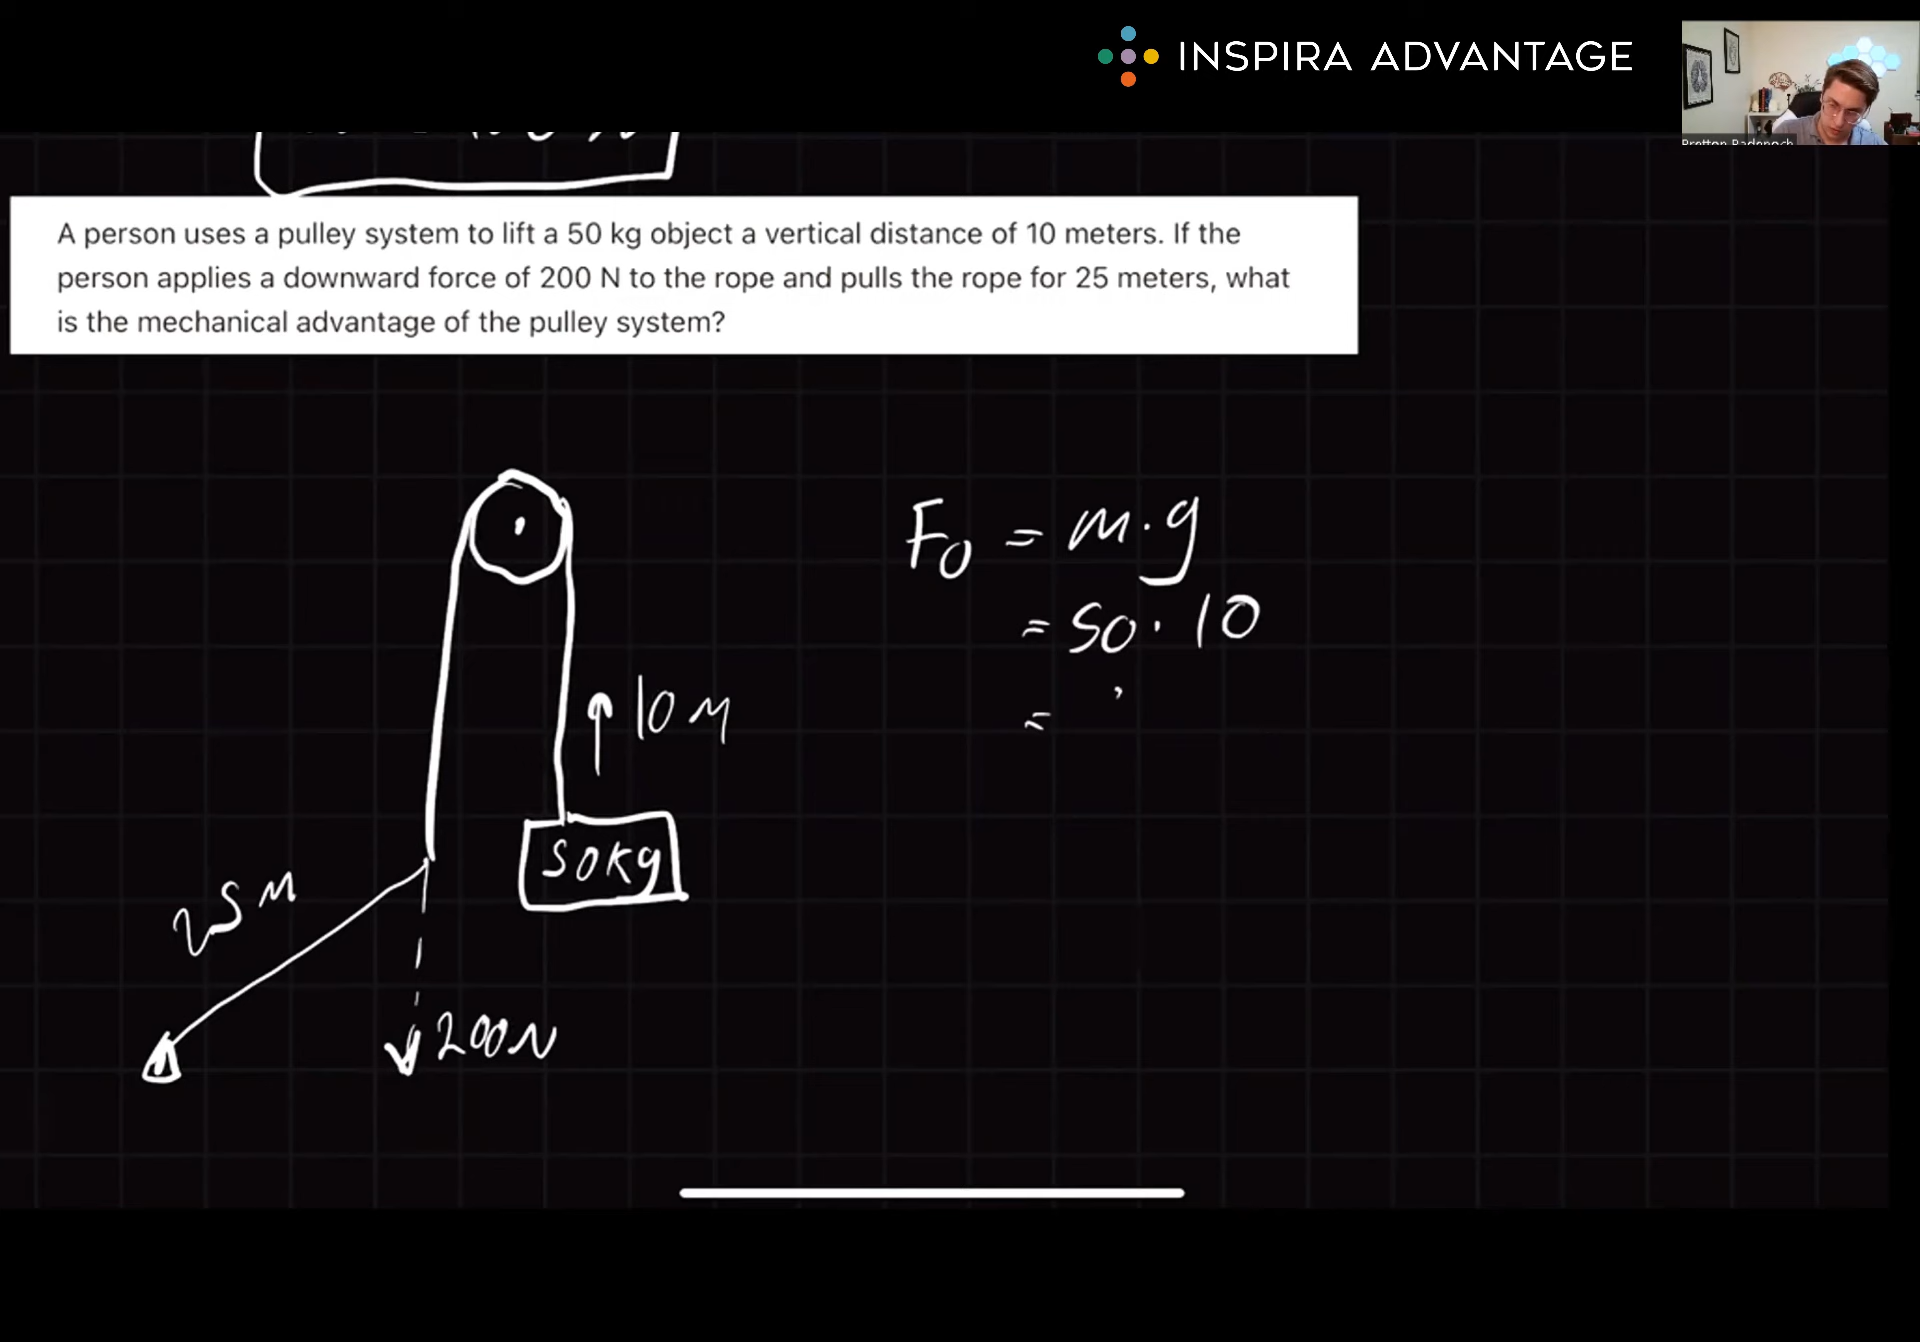 INSPIRA ADVANTAGE
A person uses a pulley system to lift a 50 kg object a vertical distance of 10 meters. If the
person applies a downward force of 200 N to the rope and pulls the rope for 25 meters, what
is the mechanical advantage of the pulley system?
Fo = m.g
= 50. 10
=
↑ 10 M
50Kg
25 M
200N